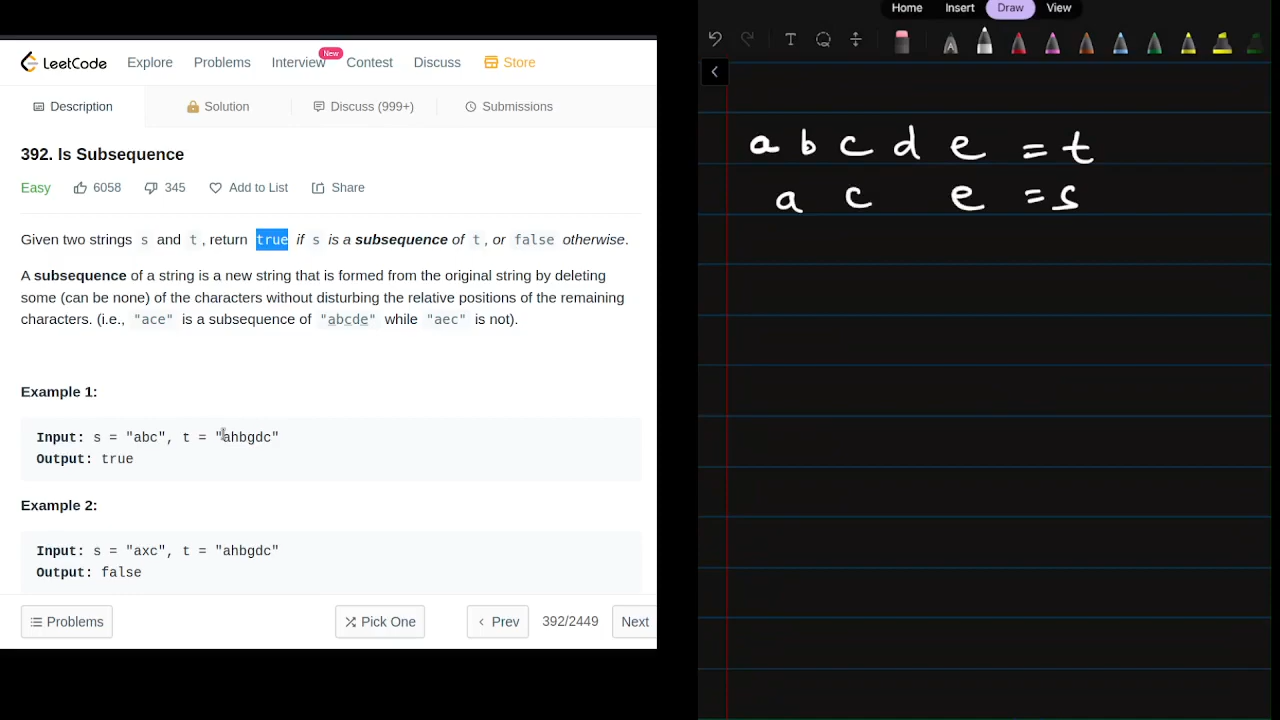 LeetCode Explore Problems Interview New Contest Discuss Store
Description Solution Discuss (999+) Submissions
392. Is Subsequence
Easy 6058 345 Add to List Share
Given two strings s and t, return true if s is a subsequence of t, or false otherwise.
A subsequence of a string is a new string that is formed from the original string by deleting
some (can be none) of the characters without disturbing the relative positions of the remaining
characters. (i.e., "ace" is a subsequence of "abcde" while "aec" is not).
Example 1:
Input: s = "abc", t = "ahbgdc"
Output: true
Example 2:
Input: s = "axc", t = "ahbgdc"
Output: false
Problems Pick One Prev 392/2449 Next
Home Insert Draw View
T
A
a b c d e = t
a c e = s